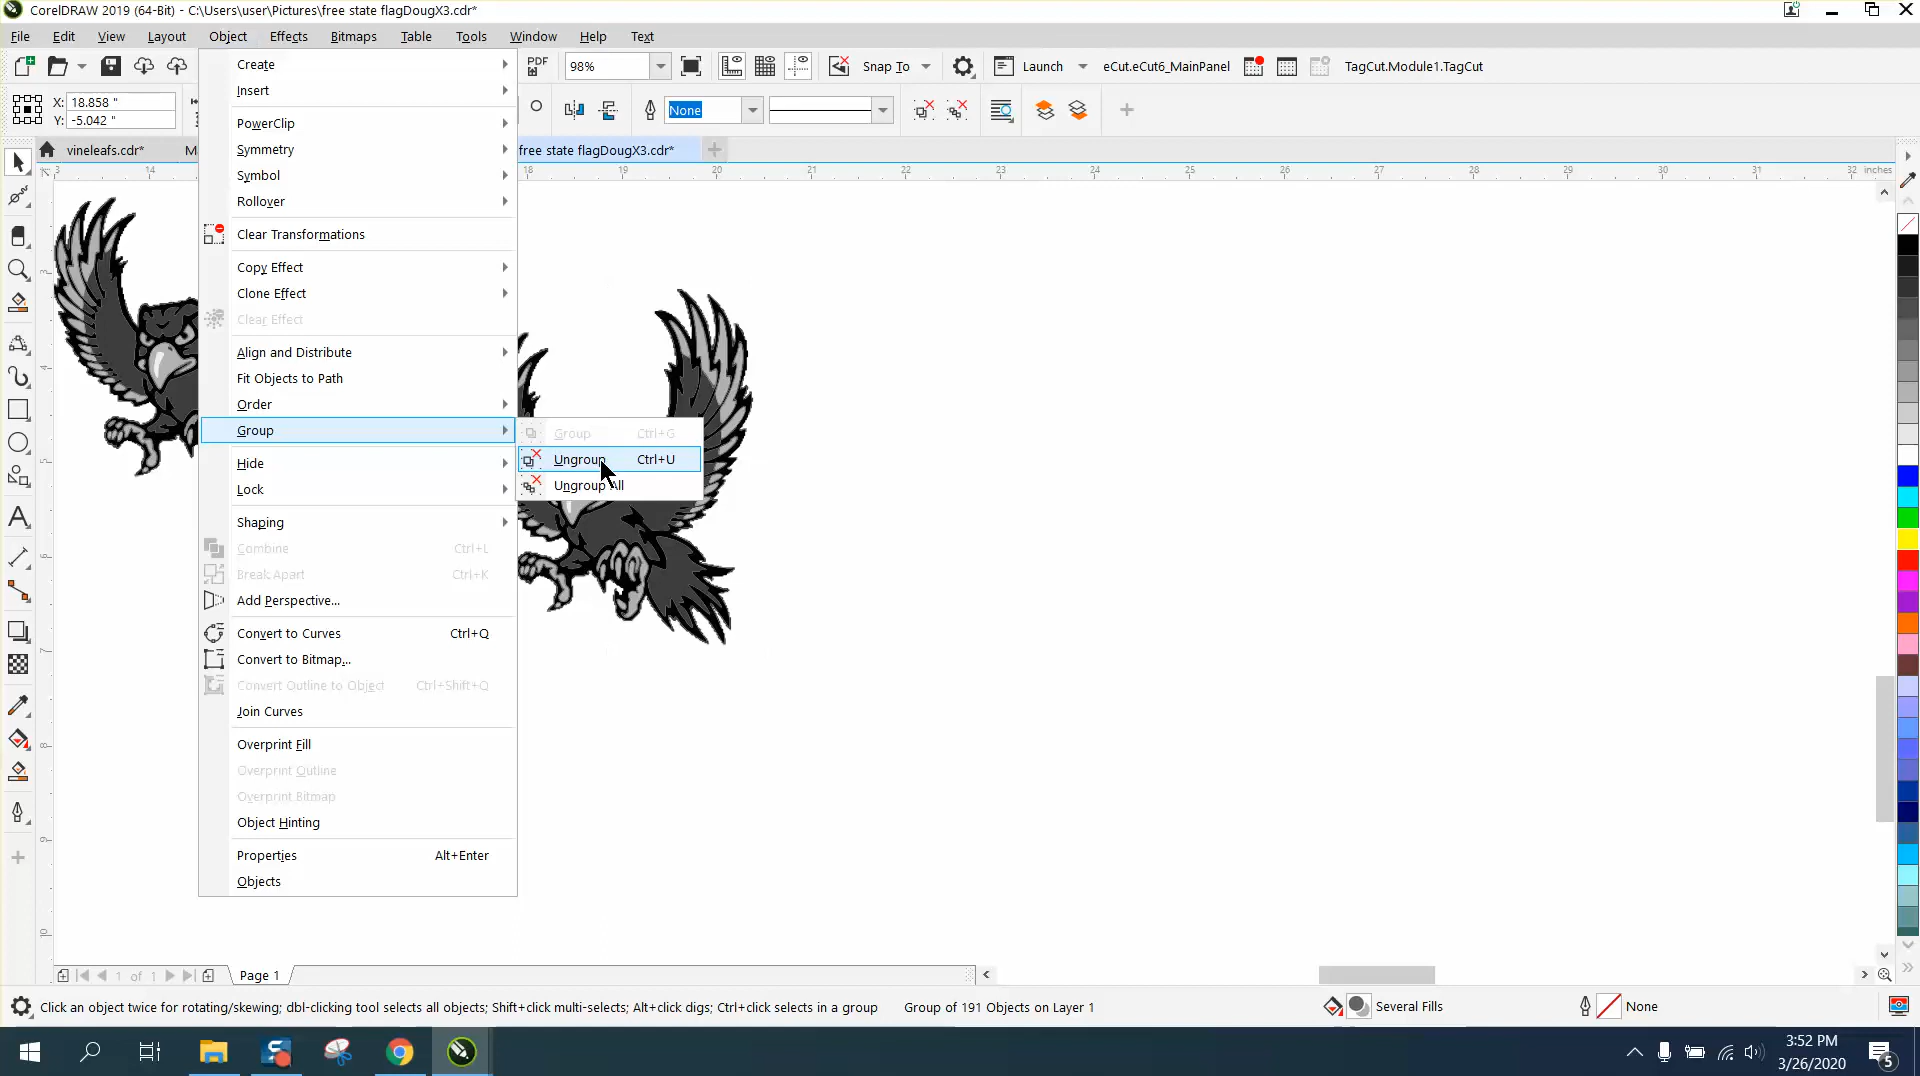 CorelDRAW 2019 (64-Bit) - C:\Users\user\Pictures\free state flagDougX3.cdr*
File Edit View Layout Object Effects Bitmaps Table Tools Window Help Text
PDF 98% Snap To Launch eCut.eCut6_MainPanel TagCut.Module1.TagCut
X: 18.858 "
Y: -5.042 "
None
vineleafs.cdr* free state flagDougX3.cdr*
14 18 19 20 21 22 23 24 25 26 27 28 29 30 31 32 inches
Create
Insert
PowerClip
Symmetry
Symbol
Rollover
Clear Transformations
Copy Effect
Clone Effect
Clear Effect
Align and Distribute
Fit Objects to Path
Order
Group
Group Ctrl+G
Ungroup Ctrl+U
Ungroup All
Hide
Lock
Shaping
Combine Ctrl+L
Break Apart Ctrl+K
Add Perspective...
Convert to Curves Ctrl+Q
Convert to Bitmap...
Convert Outline to Object Ctrl+Shift+Q
Join Curves
Overprint Fill
Overprint Outline
Overprint Bitmap
Object Hinting
Properties Alt+Enter
Objects
1 of 1 Page 1
Click an object twice for rotating/skewing; dbl-clicking tool selects all objects; Shift+click multi-selects; Alt+click digs; Ctrl+click selects in a group Group of 191 Objects on Layer 1 Several Fills None
3:52 PM
3/26/2020
5